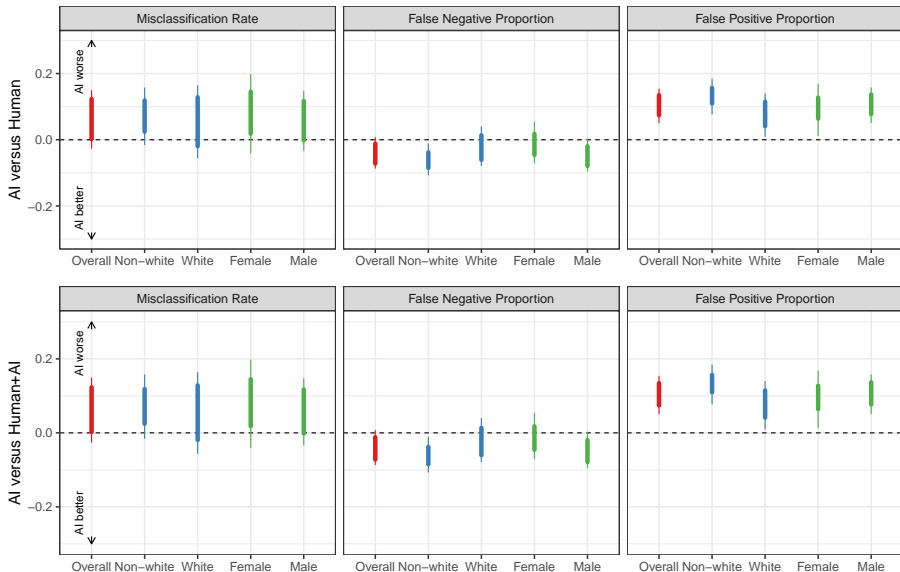 Misclassification Rate
False Negative Proportion
False Positive Proportion
AI versus Human
0.2
0.0
−0.2
AI worse
AI better
Overall Non−white White Female Male
Overall Non−white White Female Male
Overall Non−white White Female Male
Misclassification Rate
False Negative Proportion
False Positive Proportion
AI versus Human+AI
0.2
0.0
−0.2
AI worse
AI better
Overall Non−white White Female Male
Overall Non−white White Female Male
Overall Non−white White Female Male